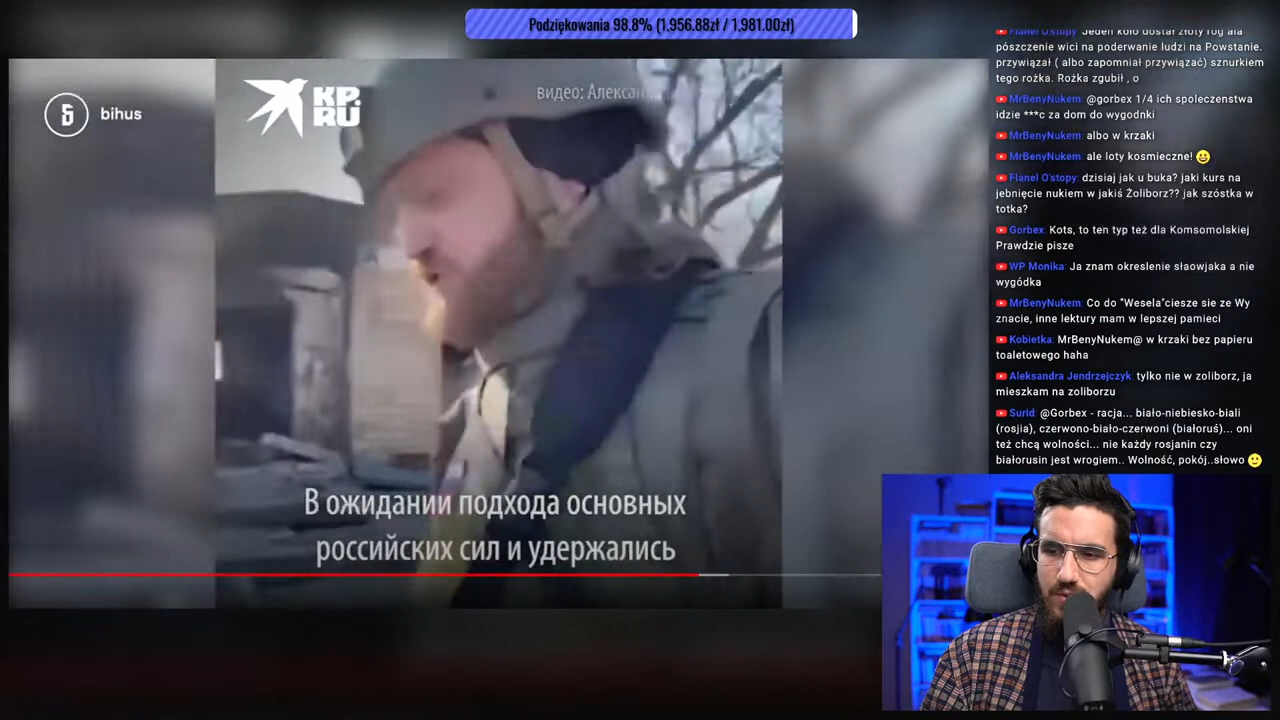 Podziękowania 98.8% (1,956.88zł / 1,981.00zł)
bihus
KP.
RU
видео: Алексан
В ожидании подхода основных
российских сил и удержались
Flanel O'stopy: Jeden koło dostał złoty róg ala
pószczenie wici na poderwanie ludzi na Powstanie.
przywiązał ( albo zapomniał przywiązać) sznurkiem
tego rożka. Rożka zgubił , o
MrBenyNukem: @gorbex 1/4 ich spoleczenstwa
idzie ***c za dom do wygodnki
MrBenyNukem: albo w krzaki
MrBenyNukem: ale loty kosmieczne! 😀
Flanel O'stopy: dzisiaj jak u buka? jaki kurs na
jebnięcie nukiem w jakiś Żoliborz?? jak szóstka w
totka?
Gorbex: Kots, to ten typ też dla Komsomolskiej
Prawdzie pisze
WP Monika: Ja znam okreslenie słaowjaka a nie
wygódka
MrBenyNukem: Co do "Wesela"ciesze sie ze Wy
znacie, inne lektury mam w lepszej pamieci
Kobietka: MrBenyNukem@ w krzaki bez papieru
toaletowego haha
Aleksandra Jendrzejczyk: tylko nie w zoliborz, ja
mieszkam na zoliborzu
Surid: @Gorbex - racja... biało-niebiesko-biali
(rosjia), czerwono-biało-czerwoni (białoruś)... oni
też chcą wolności... nie każdy rosjanin czy
białorusin jest wrogiem.. Wolność, pokój..słowo 🙂